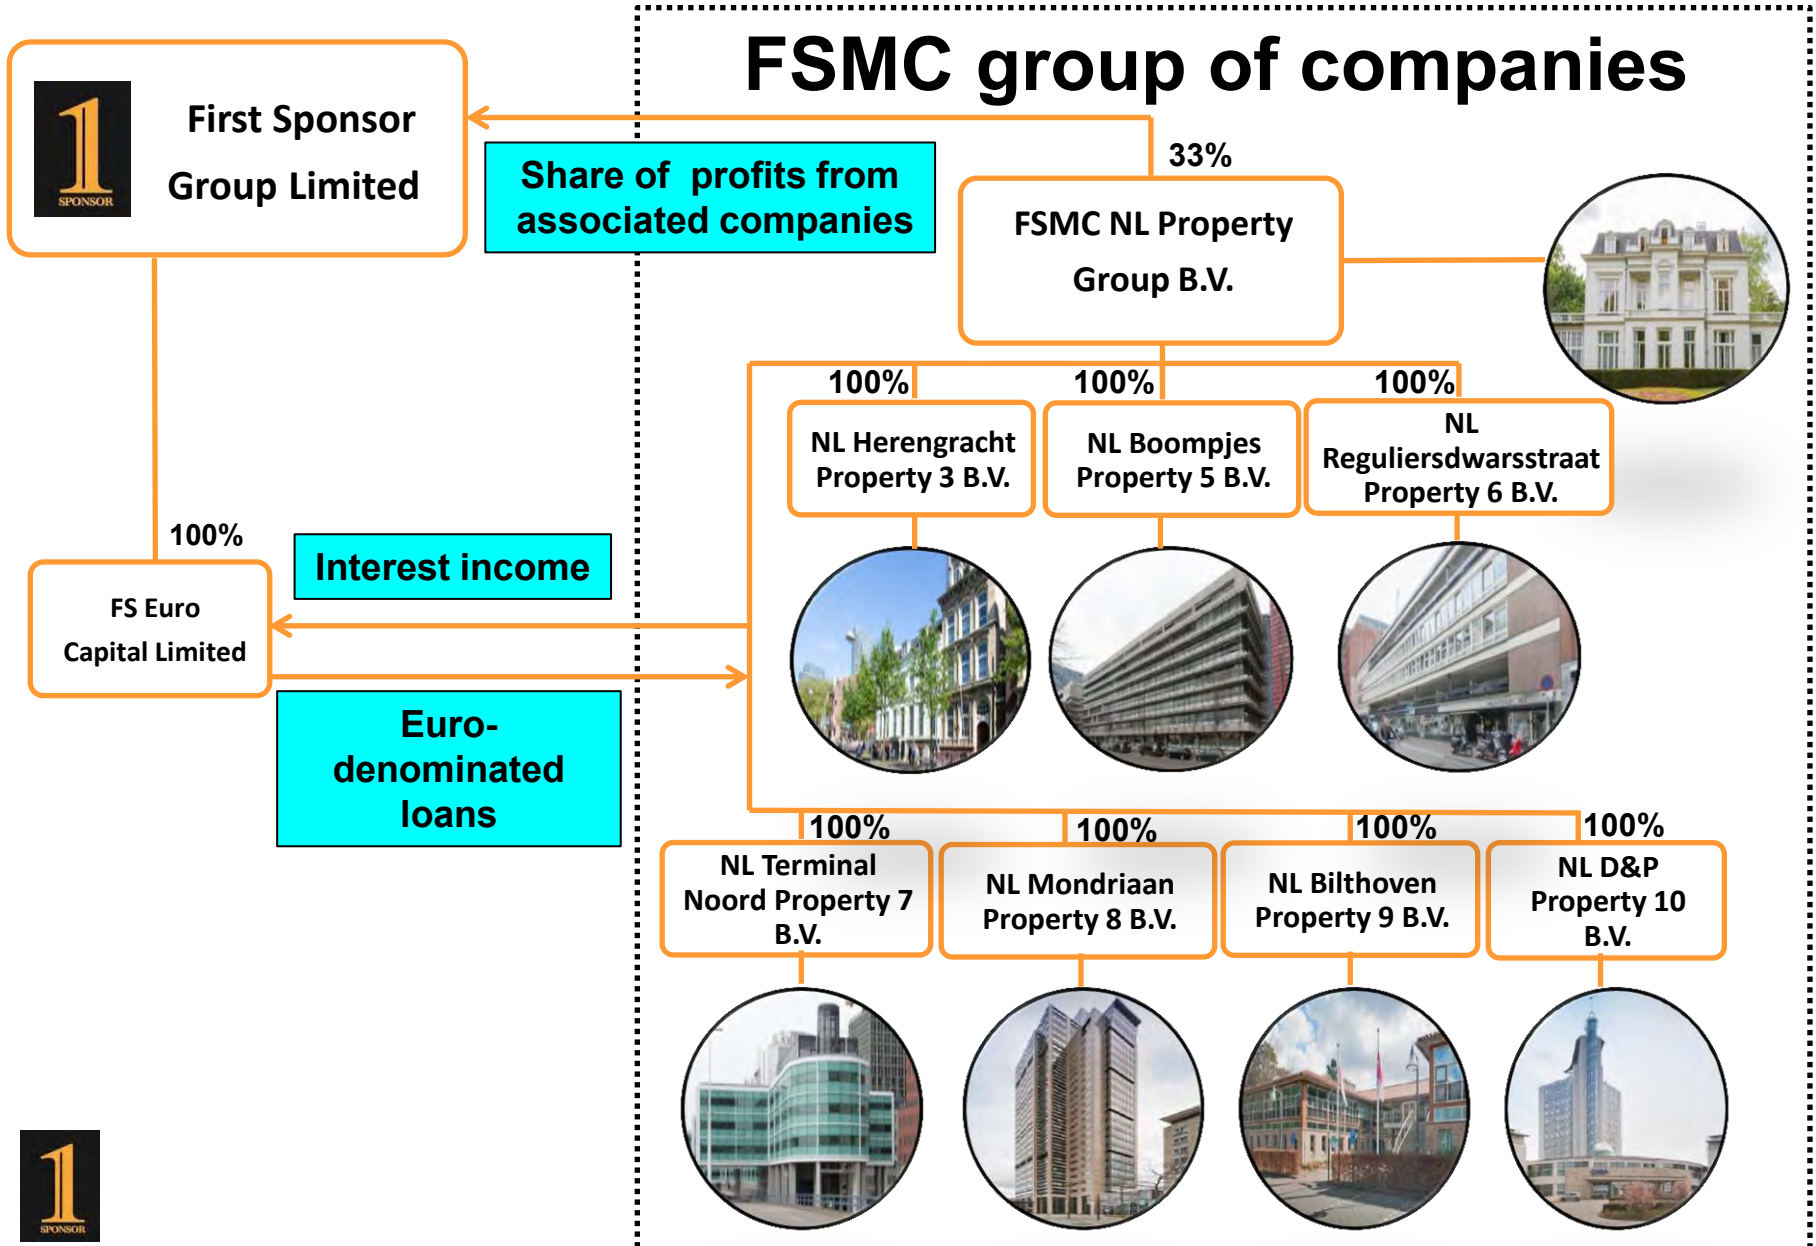 FSMC group of companies
1
SPONSOR
First Sponsor
Group Limited
Share of profits from
associated companies
33%
FSMC NL Property
Group B.V.
100%
100%
100%
NL Herengracht
Property 3 B.V.
NL Boompjes
Property 5 B.V.
NL
Reguliersdwarsstraat
Property 6 B.V.
100%
Interest income
FS Euro
Capital Limited
Euro-
denominated
loans
100%
100%
100%
100%
NL Terminal
Noord Property 7
B.V.
NL Mondriaan
Property 8 B.V.
NL Bilthoven
Property 9 B.V.
NL D&P
Property 10
B.V.
1
SPONSOR